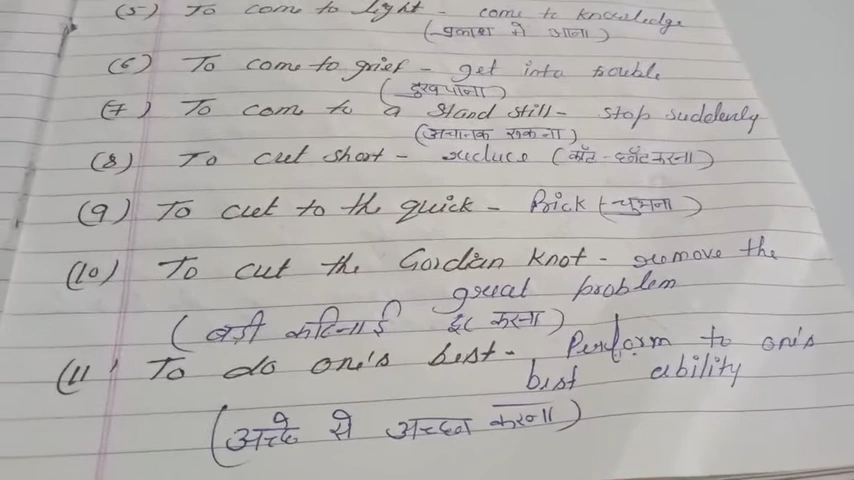 (5) To come to light - come to knowledge
(प्रकाश में आना)
(6) To come to grief - get into trouble
(दुख पाना)
(7) To come to a stand still - stop suddenly
(अचानक रुकना)
(8) To cut short - reduce (काँट-छाँट करना)
(9) To cut to the quick - Prick (चुभना)
(10) To cut the Gordian knot - remove the
great problem
(बड़ी कठिनाई दूर करना)
(11) To do one's best - Perform to one's
best ability
(अच्छे से अच्छा करना)